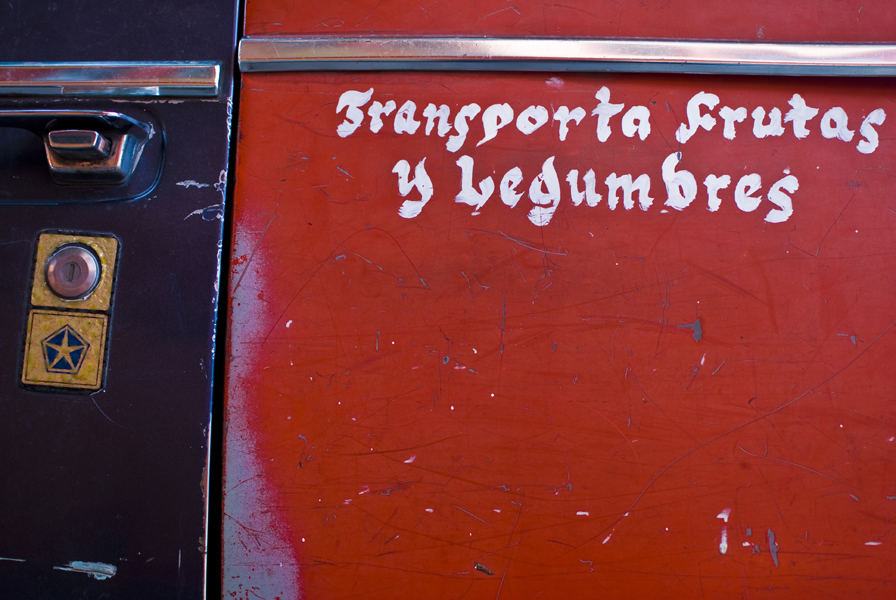 Transporta Frutas
y Legumbres